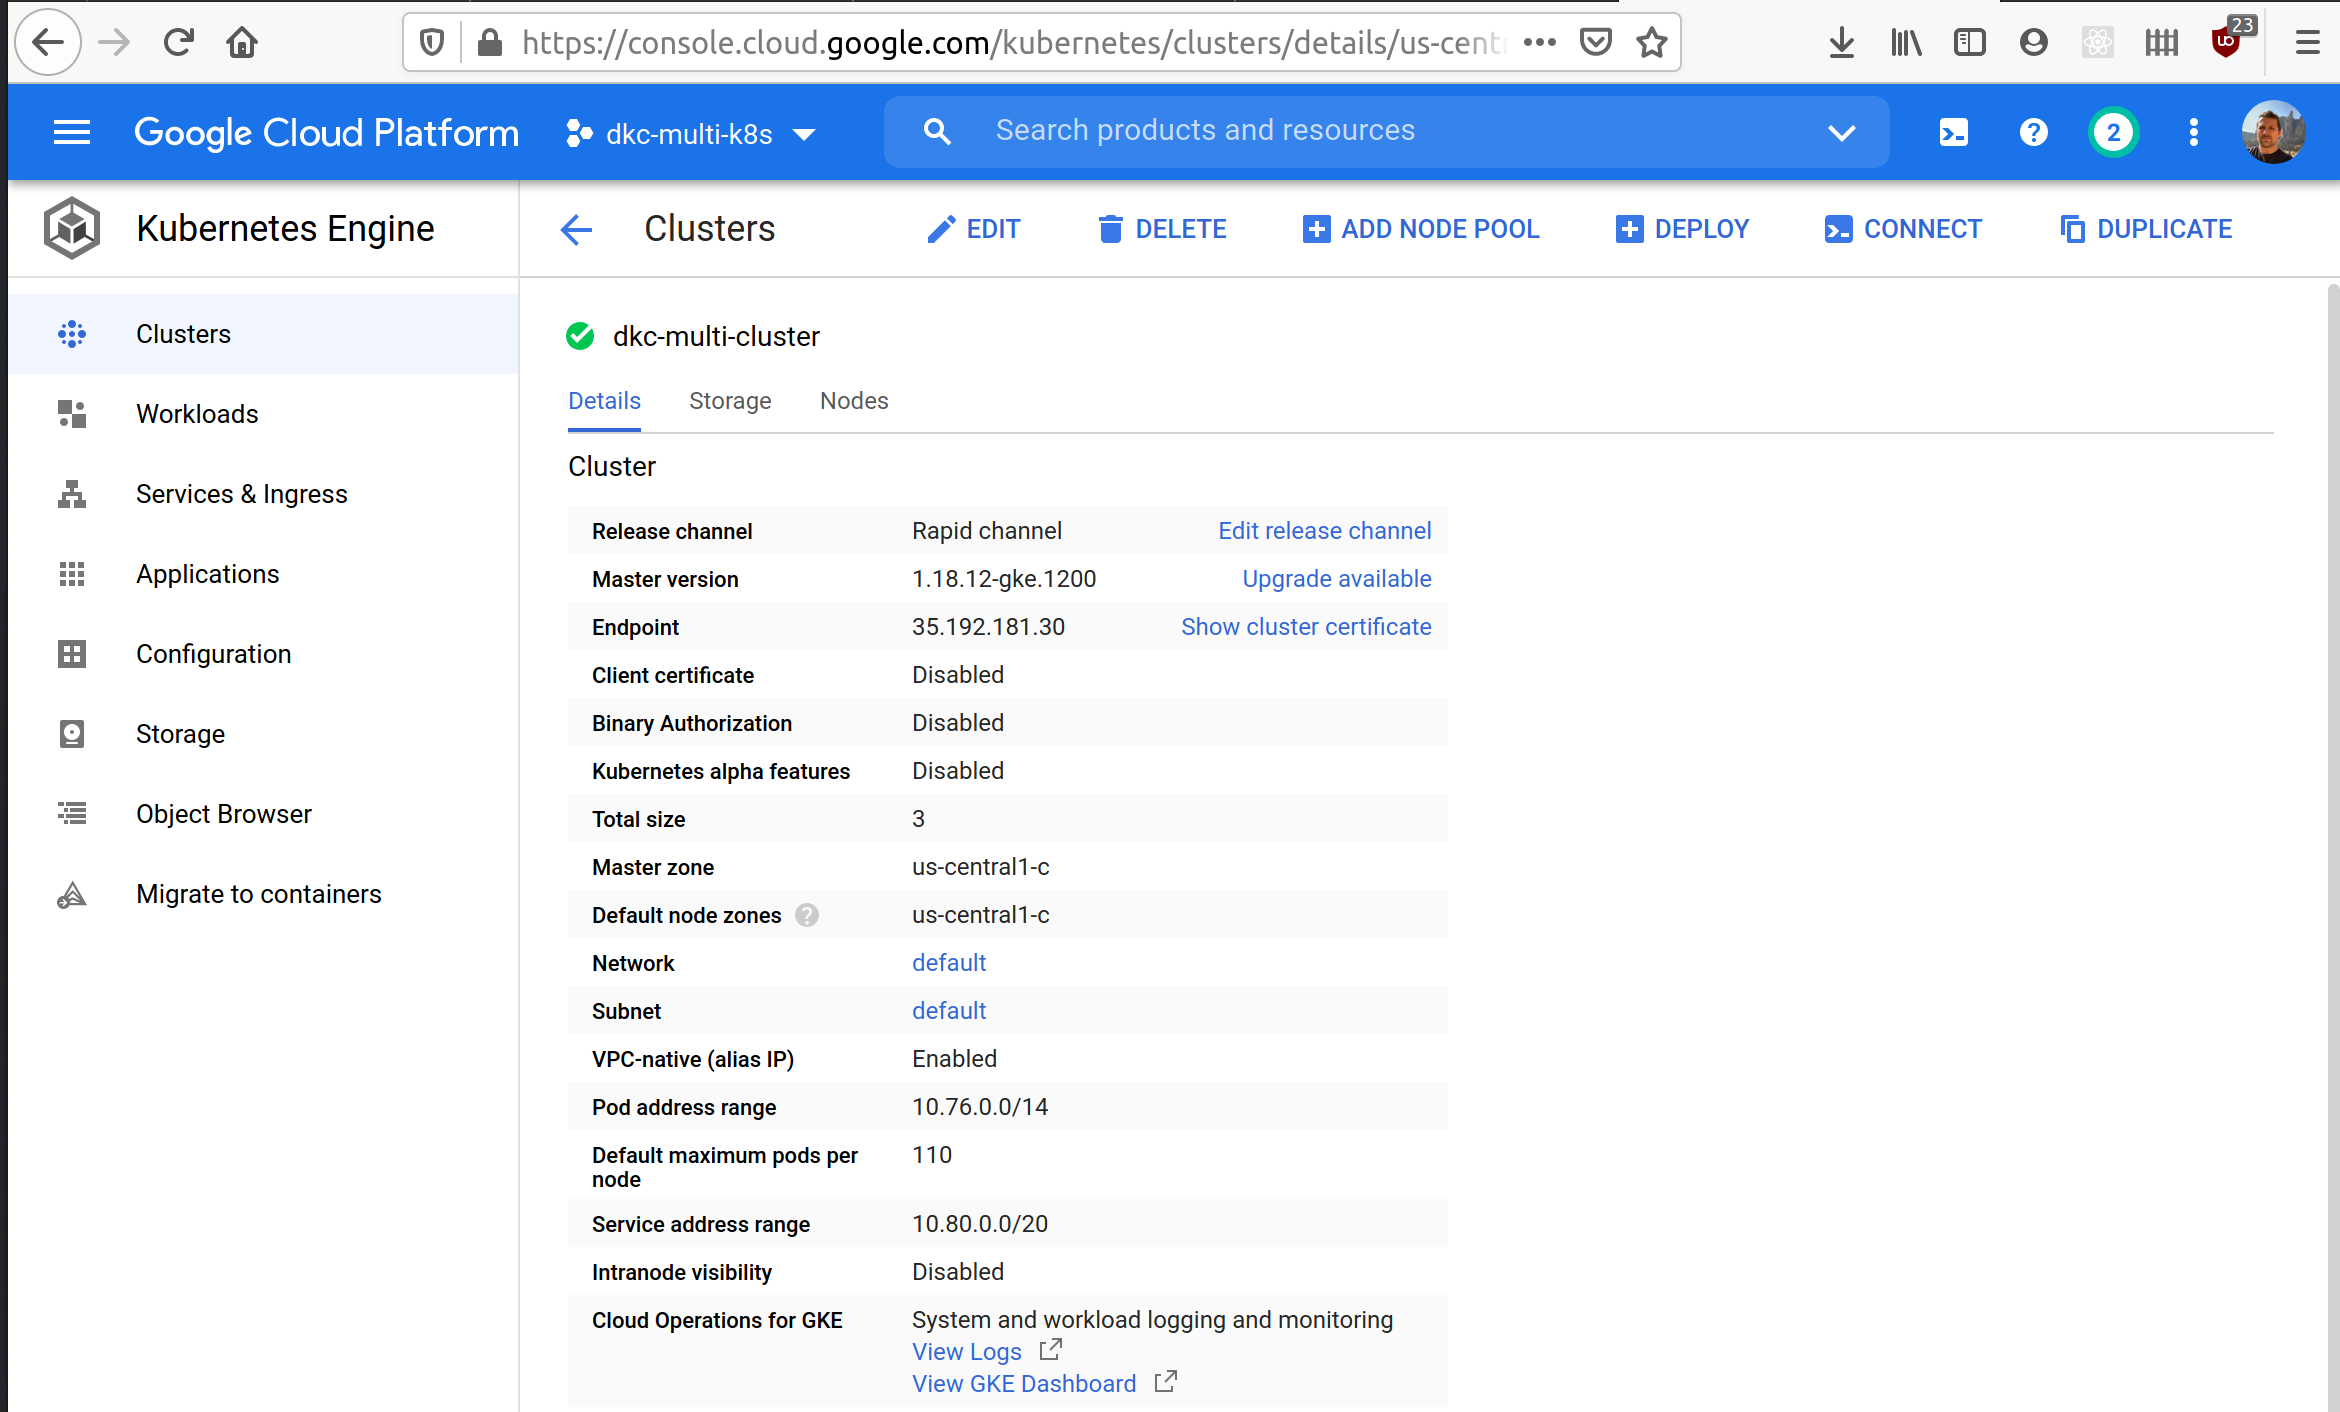 https://console.cloud.google.com/kubernetes/clusters/details/us-centr
23
Google Cloud Platform
dkc-multi-k8s
Search products and resources
2
Kubernetes Engine
Clusters
EDIT
DELETE
ADD NODE POOL
DEPLOY
CONNECT
DUPLICATE
Clusters
Workloads
Services & Ingress
Applications
Configuration
Storage
Object Browser
Migrate to containers
dkc-multi-cluster
Details
Storage
Nodes
Cluster
Release channel Rapid channel Edit release channel
Master version 1.18.12-gke.1200 Upgrade available
Endpoint 35.192.181.30 Show cluster certificate
Client certificate Disabled
Binary Authorization Disabled
Kubernetes alpha features Disabled
Total size 3
Master zone us-central1-c
Default node zones ? us-central1-c
Network default
Subnet default
VPC-native (alias IP) Enabled
Pod address range 10.76.0.0/14
Default maximum pods per 110
node
Service address range 10.80.0.0/20
Intranode visibility Disabled
Cloud Operations for GKE System and workload logging and monitoring
View Logs
View GKE Dashboard